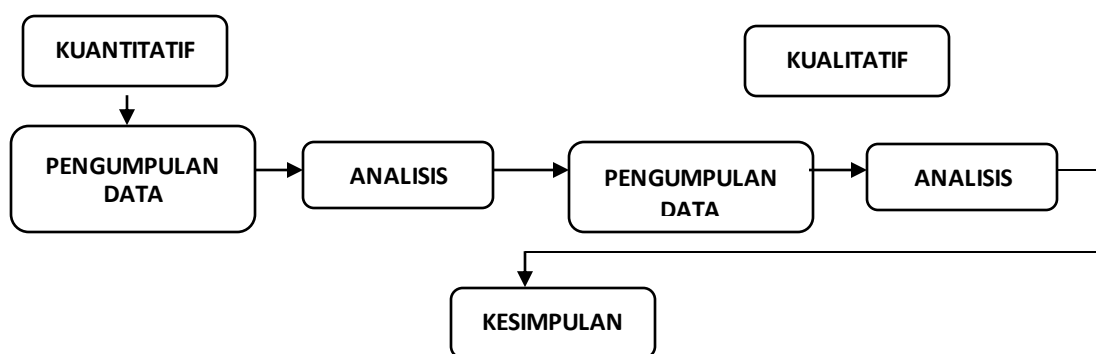 KUANTITATIF
KUALITATIF
PENGUMPULAN
DATA
ANALISIS
PENGUMPULAN
DATA
ANALISIS
KESIMPULAN